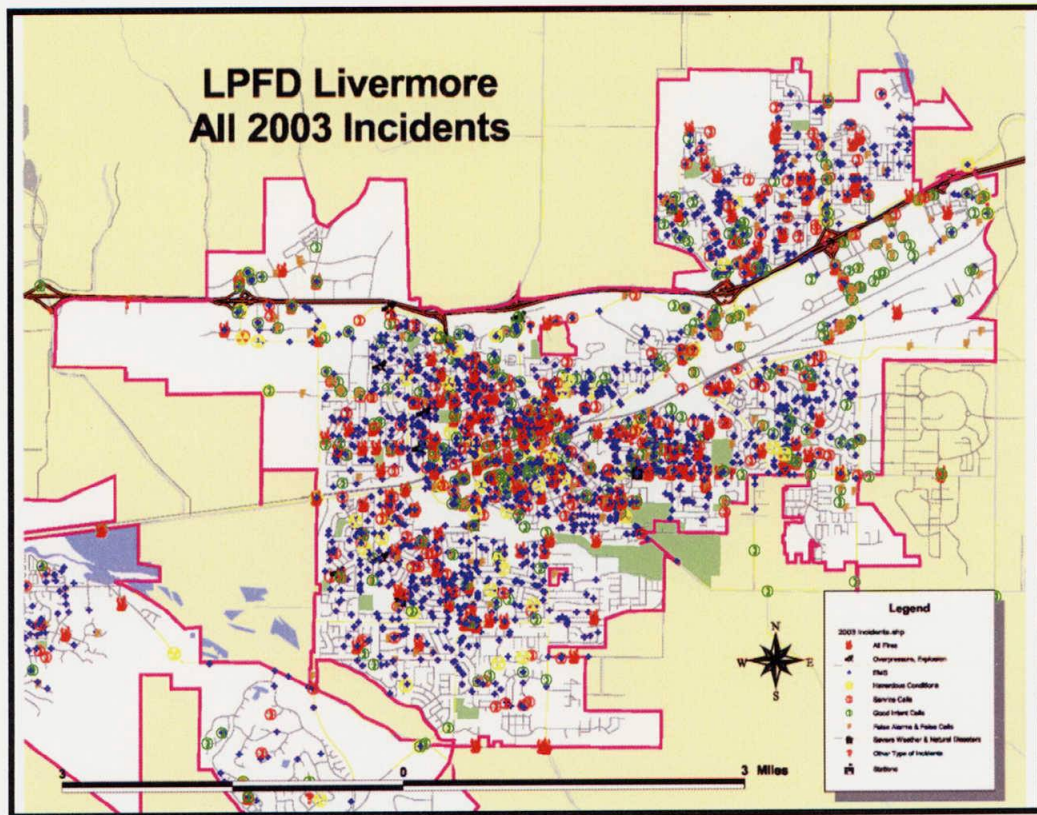 LPFD Livermore
All 2003 Incidents
N
W E
S
Legend
2003 Incidents.shp
All Fires
Overpressure, Explosion
EMS
Hazardous Conditions
Service Calls
Good Intent Calls
False Alarms & False Calls
Severe Weather & Natural Disasters
Other Type of Incidents
Stations
3 0 3 Miles